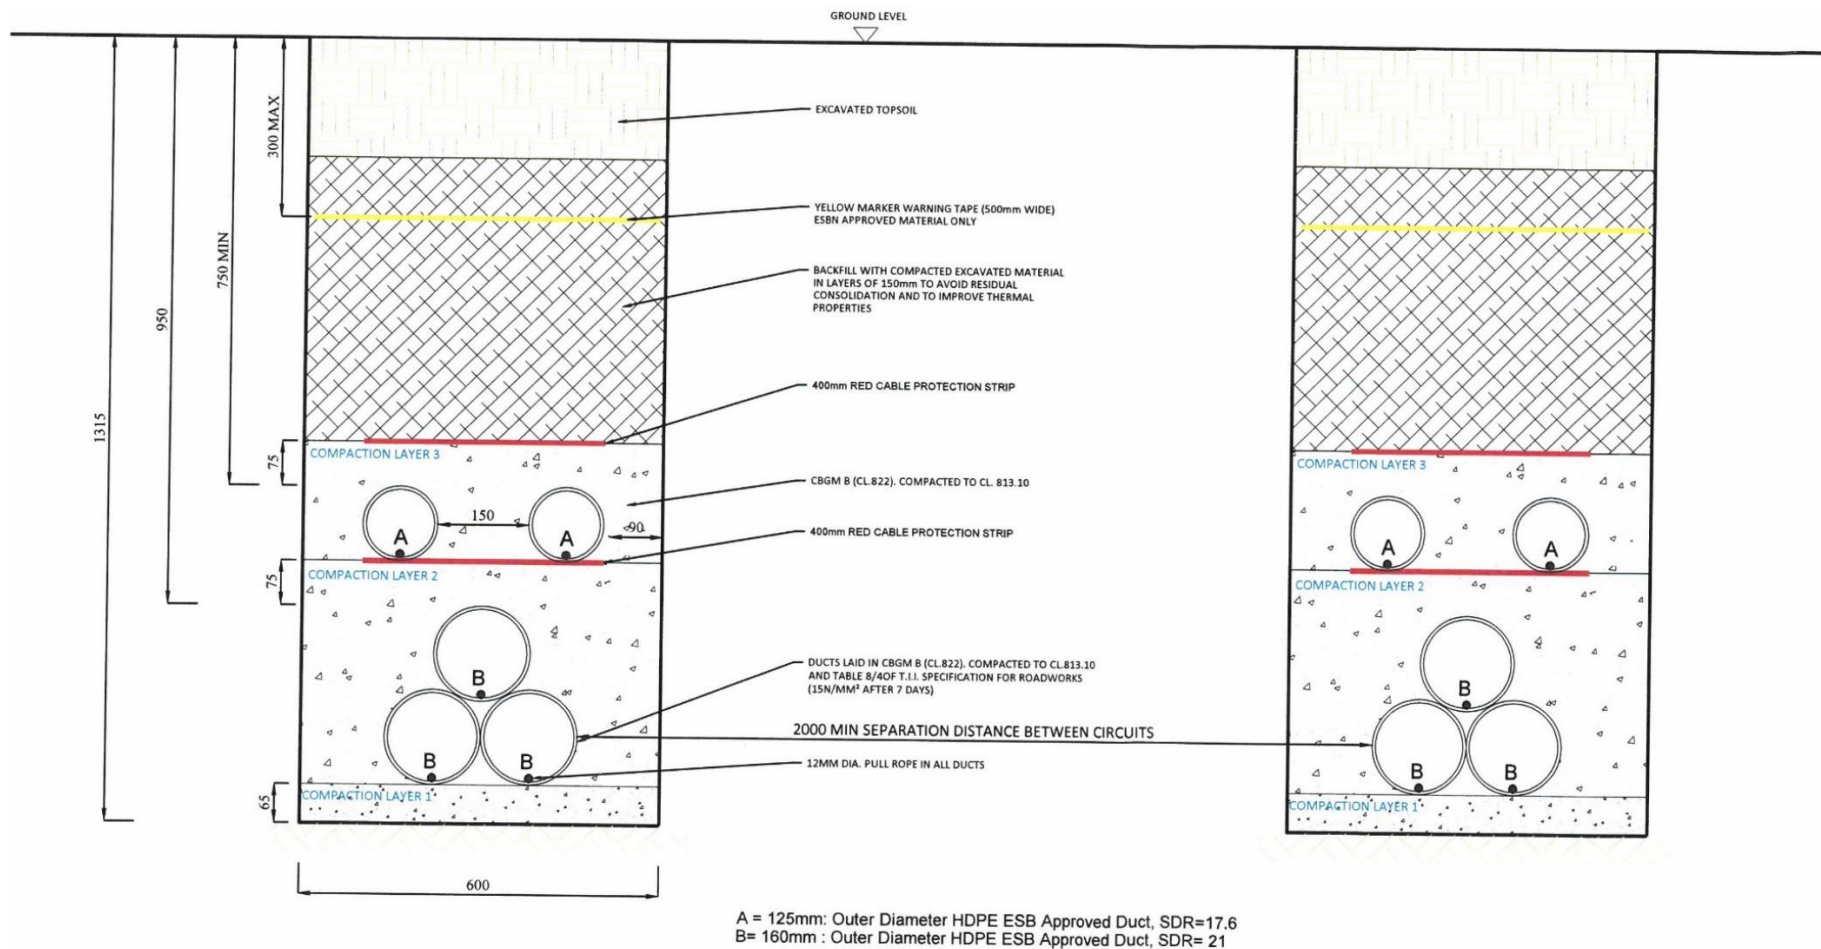 GROUND LEVEL
EXCAVATED TOPSOIL
300 MAX
YELLOW MARKER WARNING TAPE (500mm WIDE)
ESBN APPROVED MATERIAL ONLY
750 MIN
BACKFILL WITH COMPACTED EXCAVATED MATERIAL
IN LAYERS OF 150mm TO AVOID RESIDUAL
CONSOLIDATION AND TO IMPROVE THERMAL
PROPERTIES
950
400mm RED CABLE PROTECTION STRIP
1315
COMPACTION LAYER 3
COMPACTION LAYER 3
75
CBGM B (CL.822). COMPACTED TO CL. 813.10
150
90
A
A
A
A
400mm RED CABLE PROTECTION STRIP
COMPACTION LAYER 2
COMPACTION LAYER 2
75
DUCTS LAID IN CBGM B (CL.822). COMPACTED TO CL.813.10
AND TABLE 8/4OF T.I.I. SPECIFICATION FOR ROADWORKS
(15N/MM³ AFTER 7 DAYS)
B
B
2000 MIN SEPARATION DISTANCE BETWEEN CIRCUITS
B
B
B
B
12MM DIA. PULL ROPE IN ALL DUCTS
65
COMPACTION LAYER 1
COMPACTION LAYER 1
600
A = 125mm: Outer Diameter HDPE ESB Approved Duct, SDR=17.6
B= 160mm : Outer Diameter HDPE ESB Approved Duct, SDR= 21